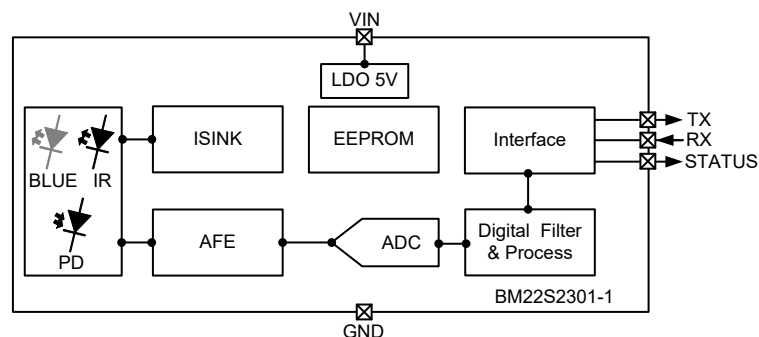 VIN
LDO 5V
BLUE IR
PD
ISINK
EEPROM
Interface
TX
RX
STATUS
AFE
ADC
Digital Filter
& Process
BM22S2301-1
GND